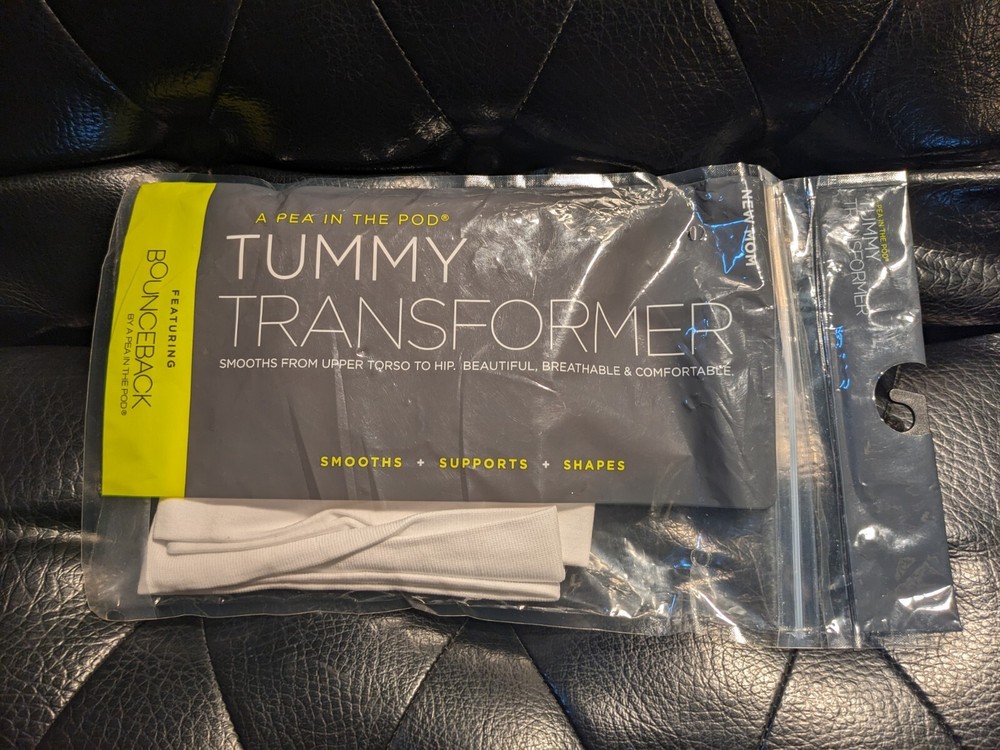 A PEA IN THE POD®
TUMMY
TRANSFORMER
SMOOTHS FROM UPPER TORSO TO HIP. BEAUTIFUL, BREATHABLE & COMFORTABLE.
SMOOTHS + SUPPORTS + SHAPES
FEATURING
BOUNCEBACK
BY A PEA IN THE POD®
NEW MOM
A PEA IN THE POD®
TUMMY
TRANSFORMER